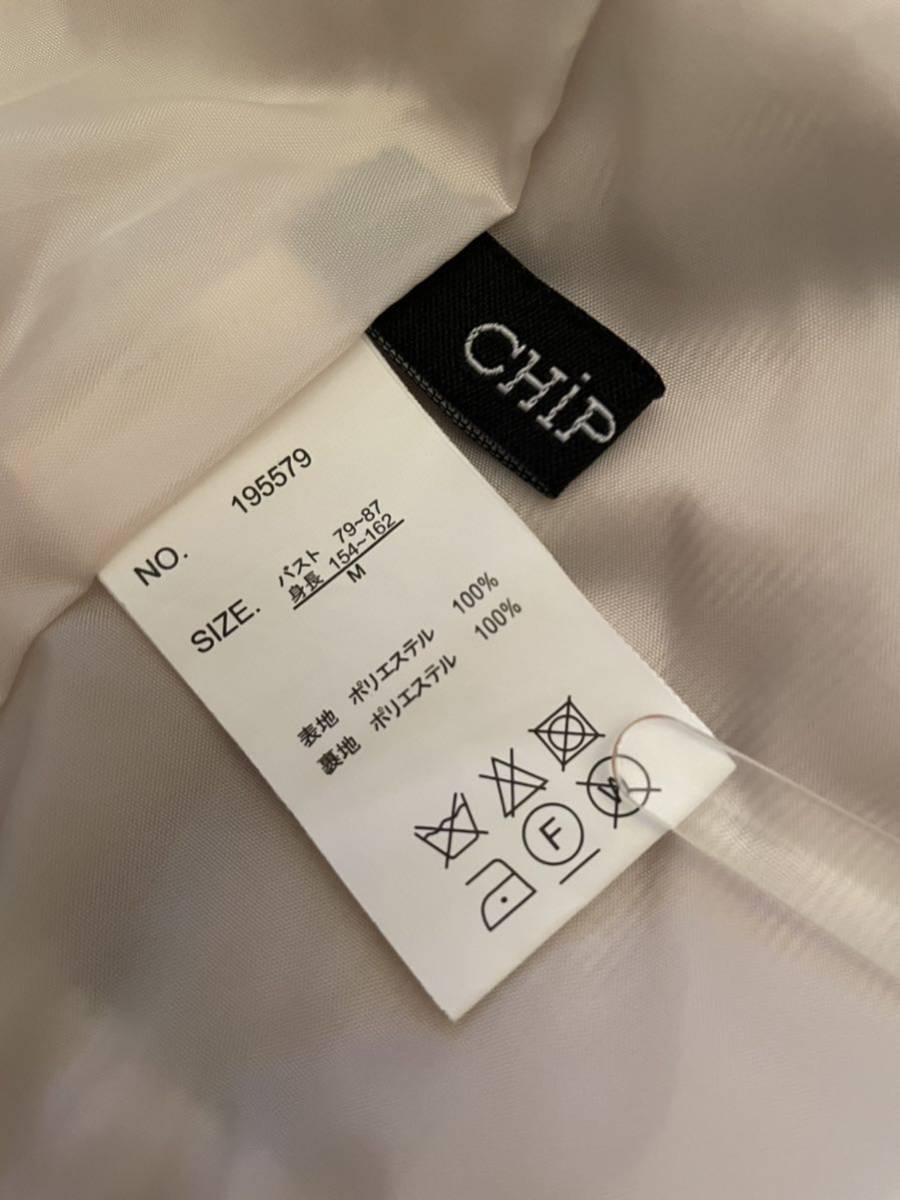 CHiP
NO. 195579
SIZE. バスト 79~87
身長 154~162
M
表地 ポリエステル 100%
裏地 ポリエステル 100%
F
W